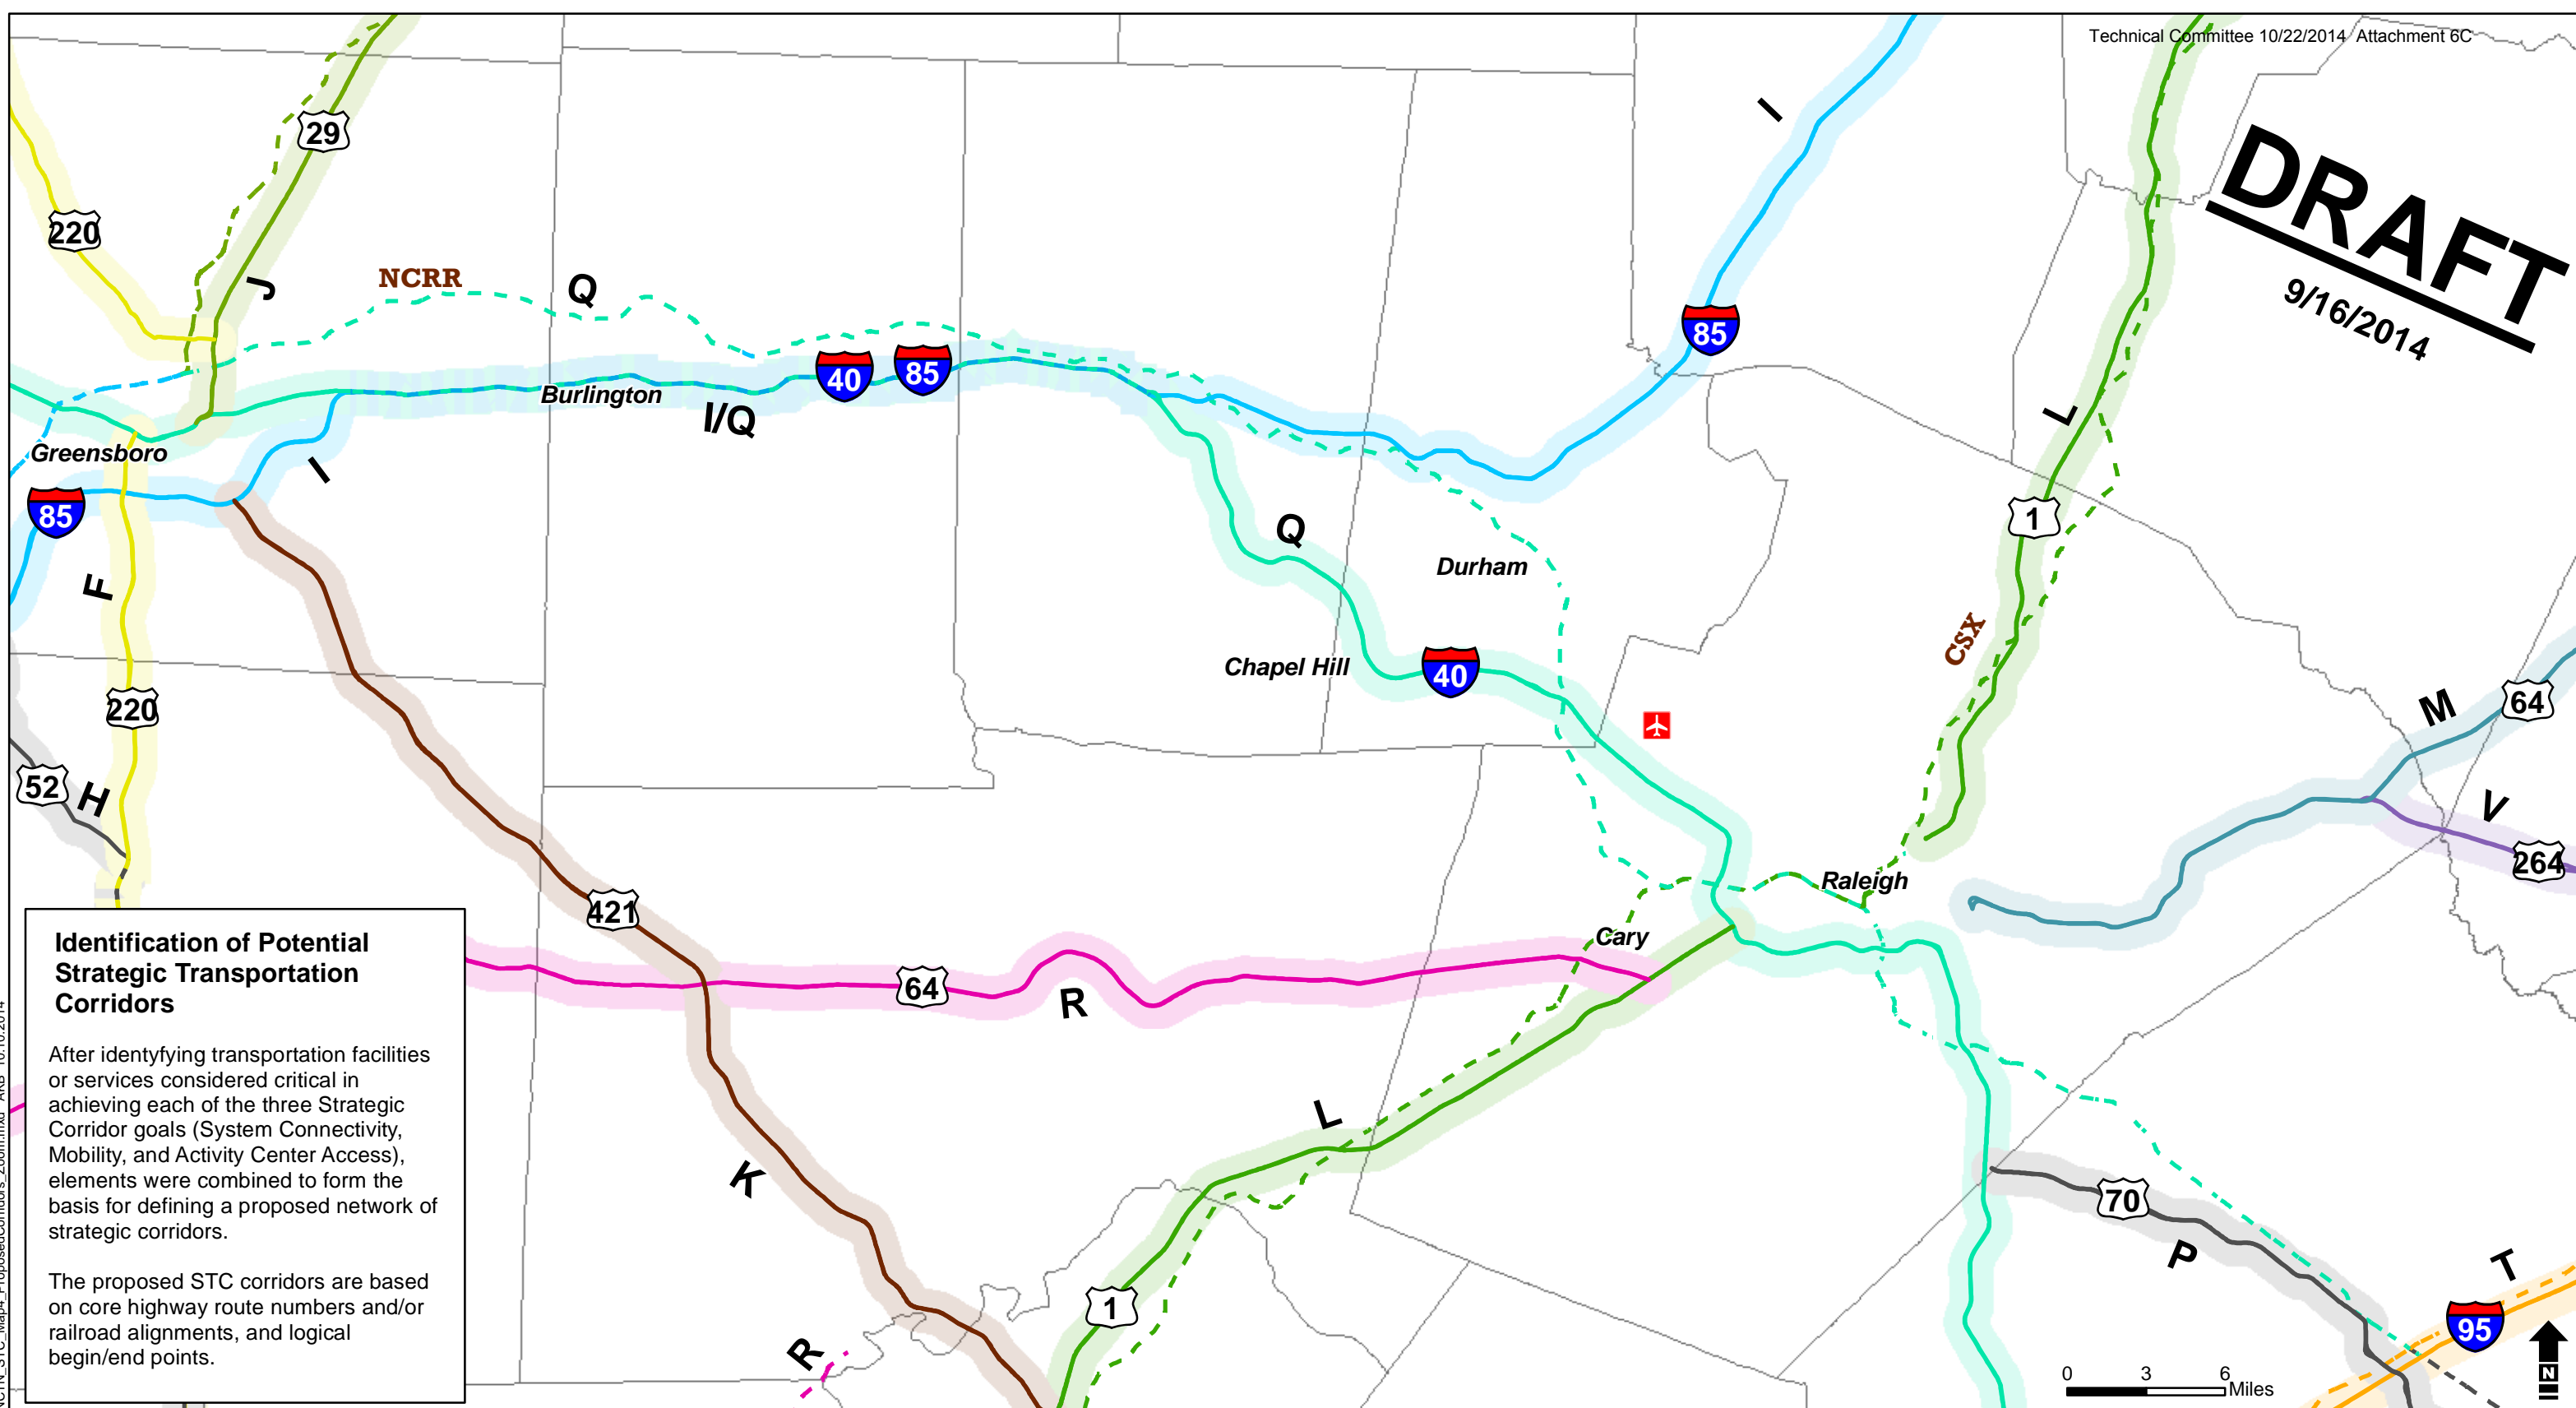 Technical Committee 10/22/2014 Attachment 6C
DRAFT
9/16/2014
29
I
220
J
NCRR
Q
85
40
85
Burlington
I/Q
L
Greensboro
I
85
1
Q
F
Durham
CSX
Chapel Hill
40
220
M
64
52
H
V
264
Raleigh
421
Cary
64
R
L
K
70
P
T
1
95
R
0 3 6
Miles
N
Identification of Potential
Strategic Transportation
Corridors
After identyfying transportation facilities
or services considered critical in
achieving each of the three Strategic
Corridor goals (System Connectivity,
Mobility, and Activity Center Access),
elements were combined to form the
basis for defining a proposed network of
strategic corridors.
The proposed STC corridors are based
on core highway route numbers and/or
railroad alignments, and logical
begin/end points.